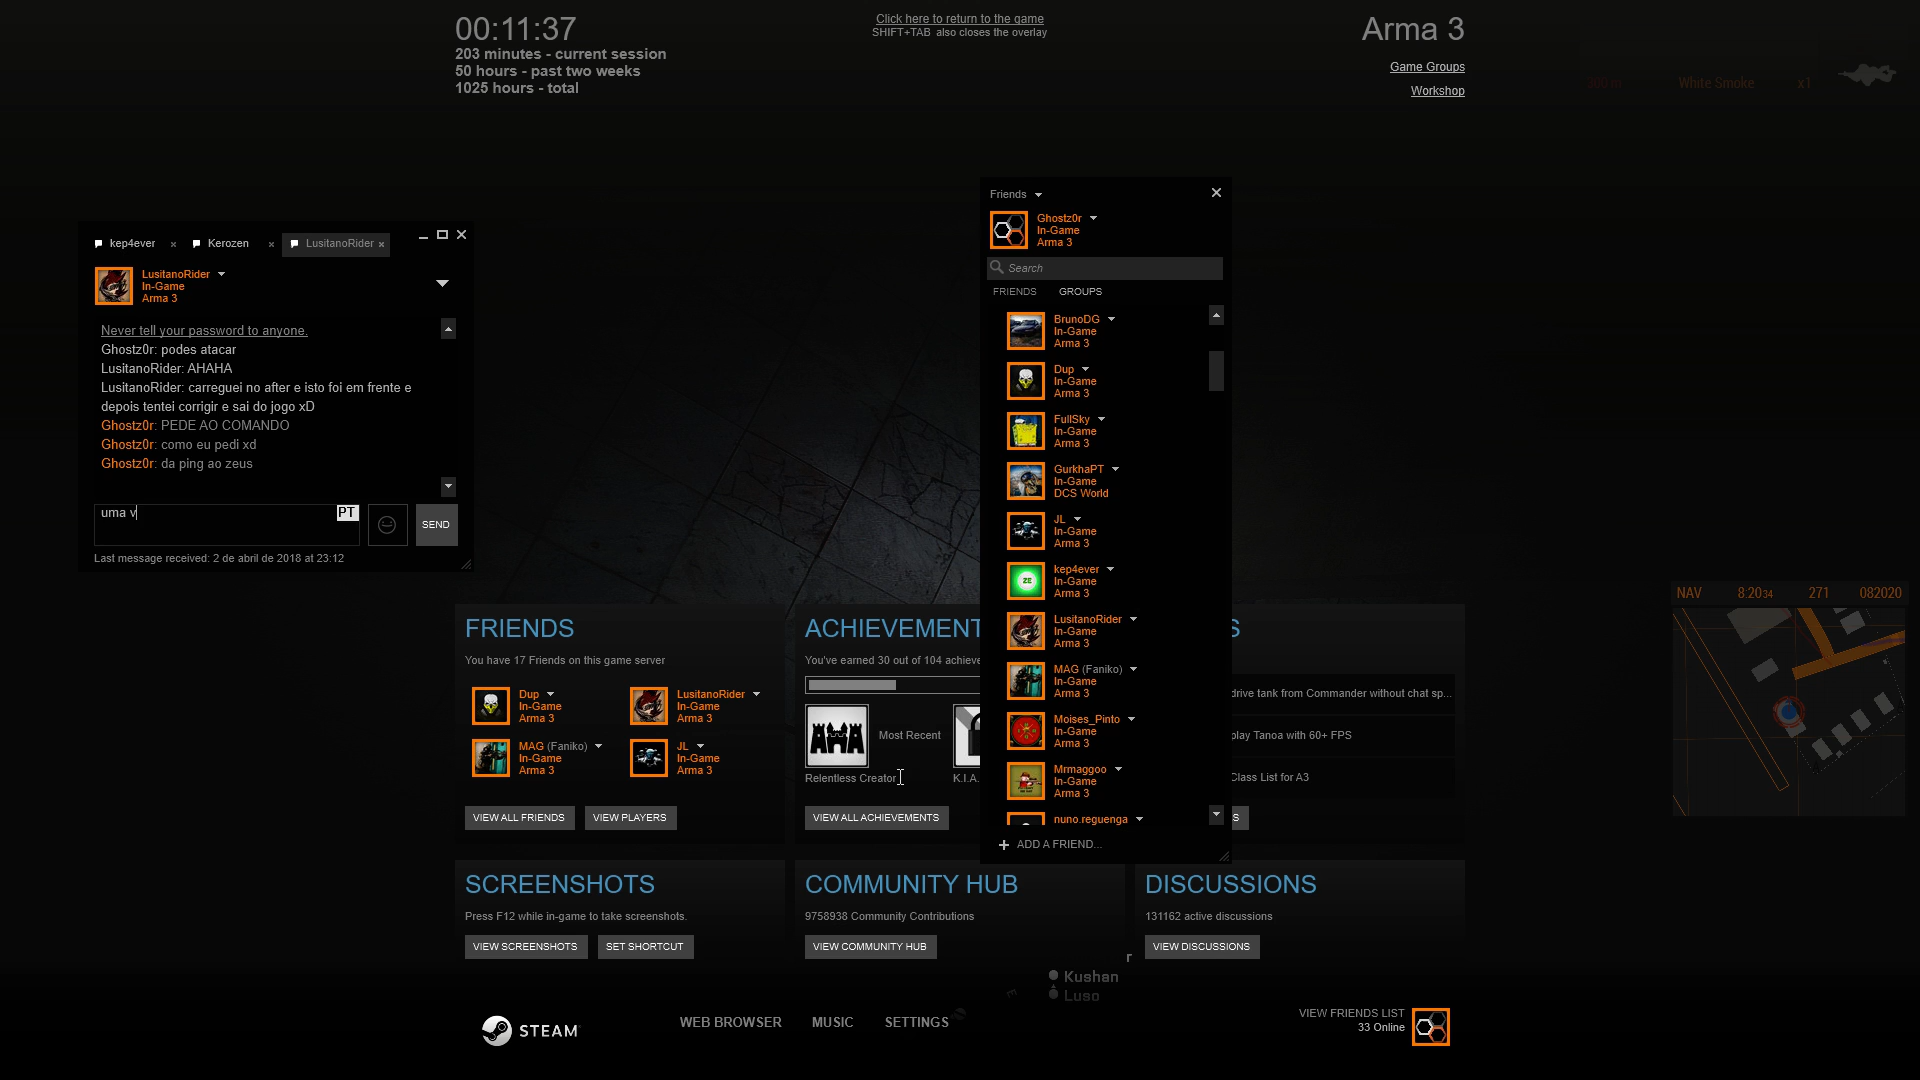 00:11:37
203 minutes - current session
50 hours - past two weeks
1025 hours - total
Click here to return to the game
SHIFT+TAB also closes the overlay
Arma 3
Game Groups
Workshop
300 m White Smoke x1
kep4ever × Kerozen × LusitanoRider ×
LusitanoRider
In-Game
Arma 3
Never tell your password to anyone.
Ghostz0r: podes atacar
LusitanoRider: AHAHA
LusitanoRider: carreguei no after e isto foi em frente e
depois tentei corrigir e sai do jogo xD
Ghostz0r: PEDE AO COMANDO
Ghostz0r: como eu pedi xd
Ghostz0r: da ping ao zeus
uma v
PT
SEND
Last message received: 2 de abril de 2018 at 23:12
Friends
Ghostz0r
In-Game
Arma 3
Search
FRIENDS GROUPS
BrunoDG
In-Game
Arma 3
Dup
In-Game
Arma 3
FullSky
In-Game
Arma 3
GurkhaPT
In-Game
DCS World
JL
In-Game
Arma 3
kep4ever
In-Game
Arma 3
LusitanoRider
In-Game
Arma 3
MAG (Faniko)
In-Game
Arma 3
Moises_Pinto
In-Game
Arma 3
Mrmaggoo
In-Game
Arma 3
nuno.reguenga
+ ADD A FRIEND...
NAV 8:20 34 271 082020
FRIENDS
You have 17 Friends on this game server
Dup
In-Game
Arma 3
LusitanoRider
In-Game
Arma 3
MAG (Faniko)
In-Game
Arma 3
JL
In-Game
Arma 3
VIEW ALL FRIENDS
VIEW PLAYERS
ACHIEVEMENT
You've earned 30 out of 104 achieve
Most Recent
Relentless Creator
K.I.A.
VIEW ALL ACHIEVEMENTS
S
drive tank from Commander without chat sp...
play Tanoa with 60+ FPS
Class List for A3
S
SCREENSHOTS
Press F12 while in-game to take screenshots.
VIEW SCREENSHOTS
SET SHORTCUT
COMMUNITY HUB
9758938 Community Contributions
VIEW COMMUNITY HUB
DISCUSSIONS
131162 active discussions
VIEW DISCUSSIONS
Kushan
Luso
STEAM
WEB BROWSER
MUSIC
SETTINGS
VIEW FRIENDS LIST
33 Online